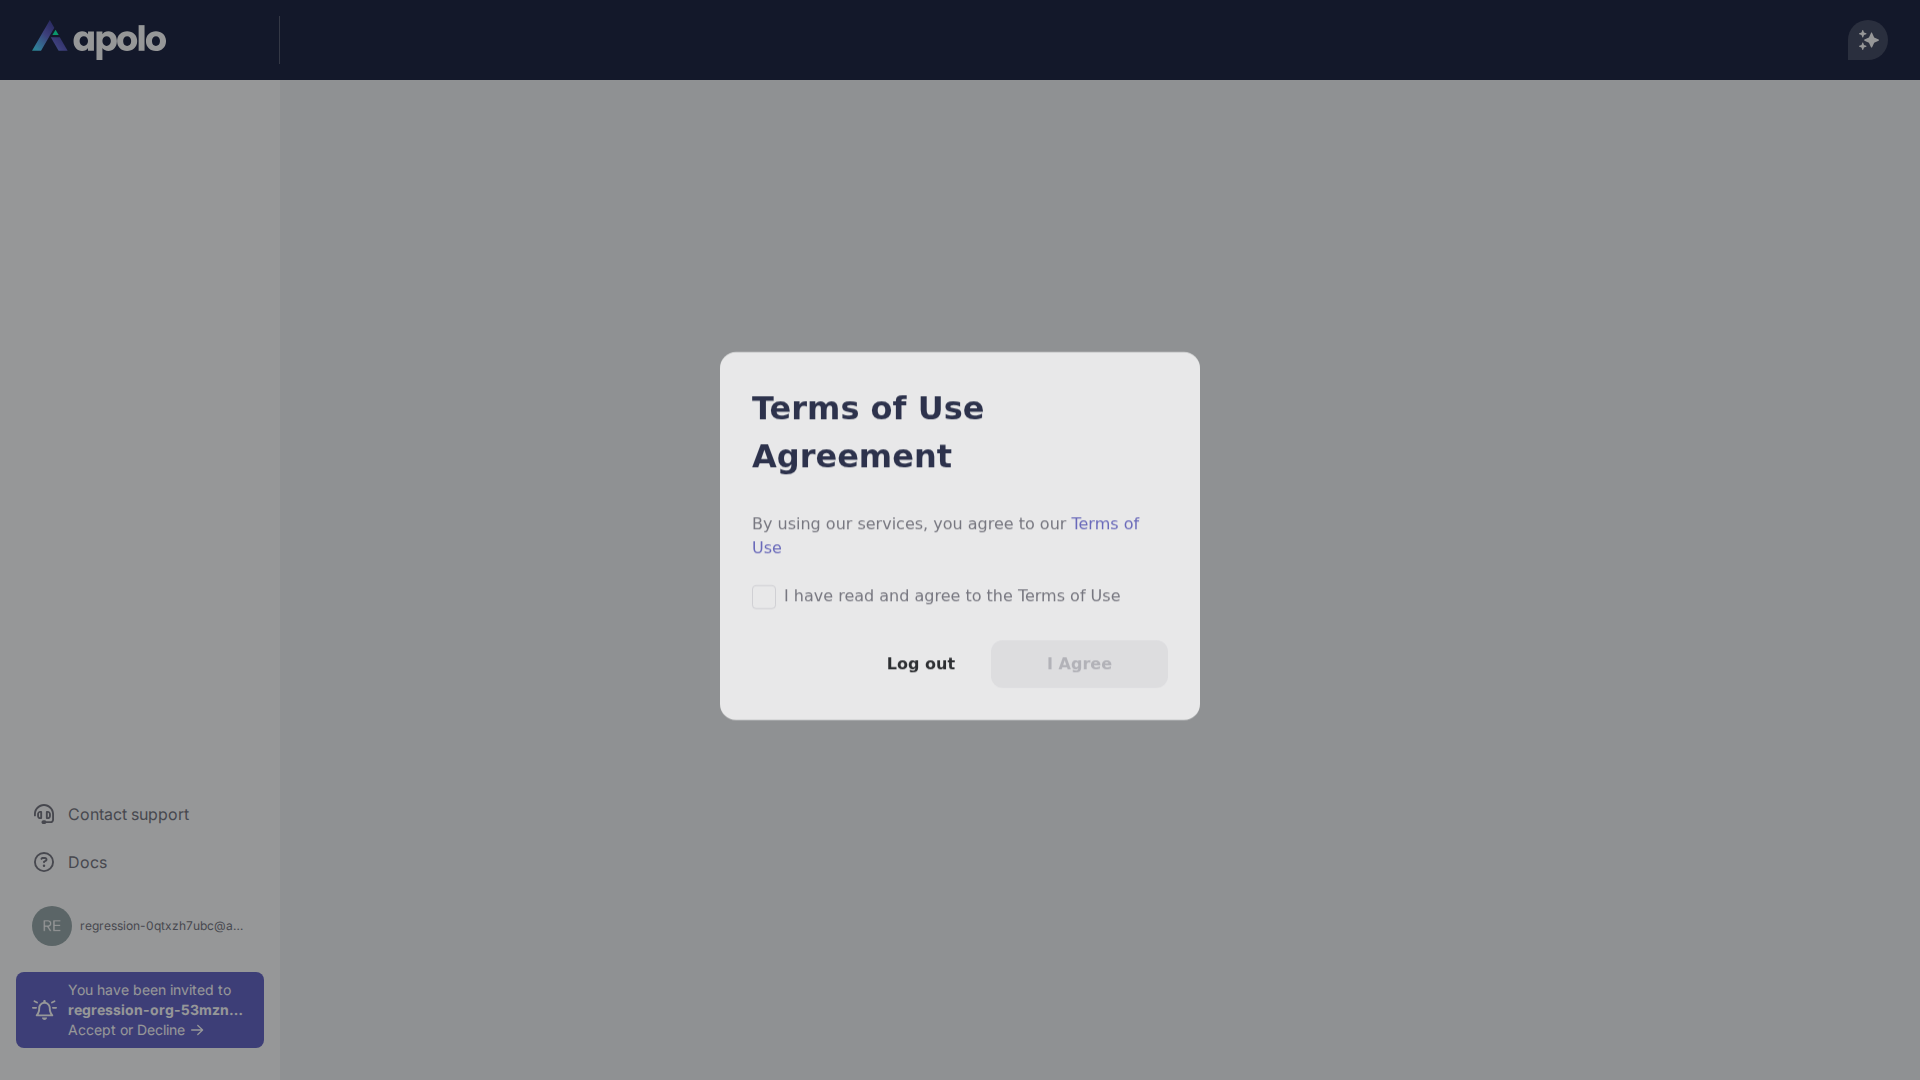 apolo
Terms of Use
Agreement
By using our services, you agree to our Terms of
Use
I have read and agree to the Terms of Use
Log out
I Agree
Contact support
Docs
RE
regression-0qtxzh7ubc@a...
You have been invited to
regression-org-53mzn...
Accept or Decline →